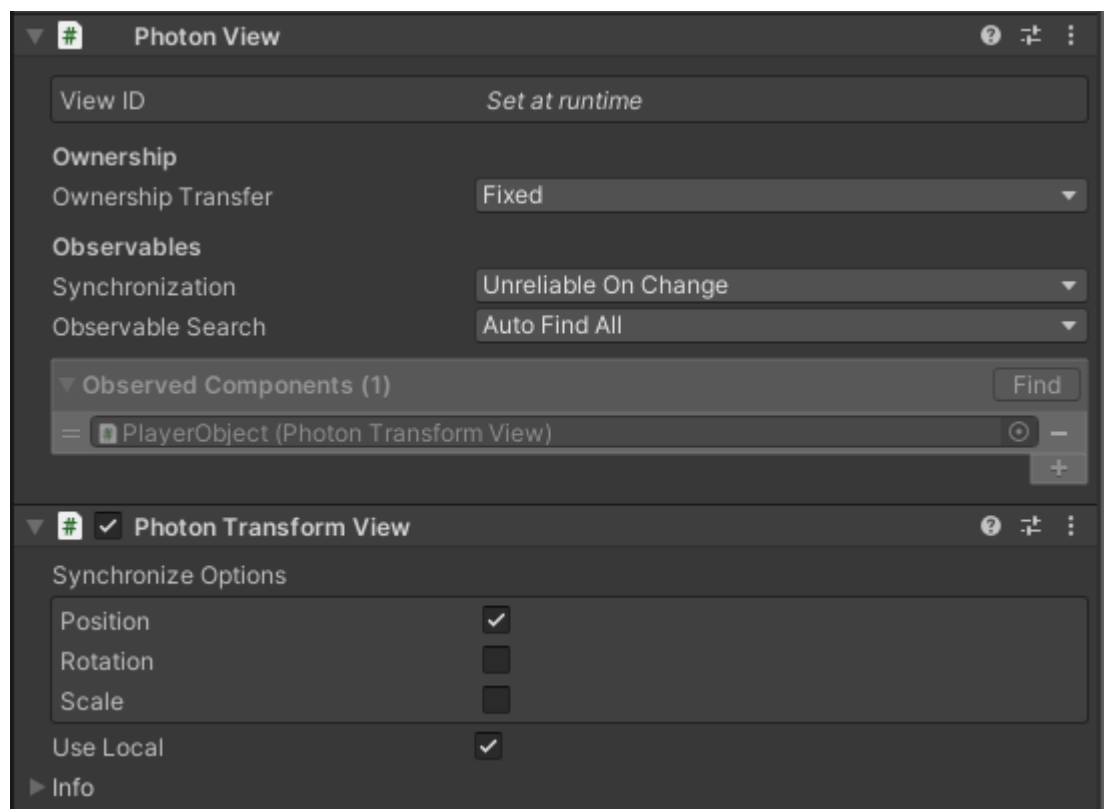 # Photon View
View ID Set at runtime
Ownership
Ownership Transfer Fixed
Observables
Synchronization Unreliable On Change
Observable Search Auto Find All
Observed Components (1) Find
# PlayerObject (Photon Transform View)
# Photon Transform View
Synchronize Options
Position
Rotation
Scale
Use Local
Info